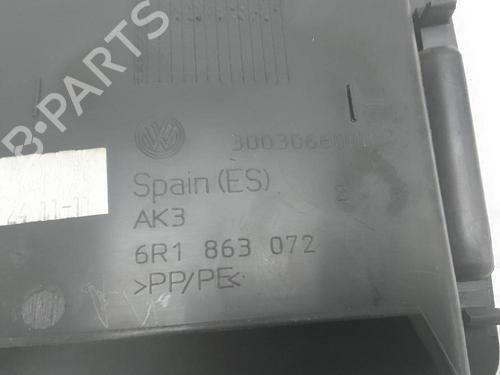 B-PARTS
Spain (ES)
AK3
6R1 863 072
>PP/PE<